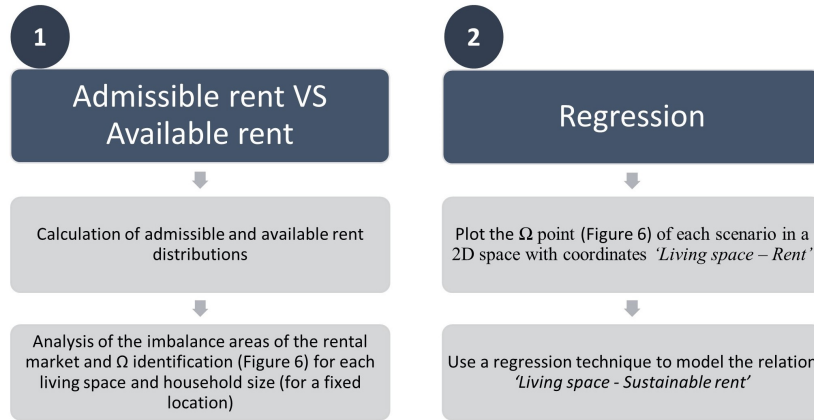 1
Admissible rent VS
Available rent
Calculation of admissible and available rent
distributions
Analysis of the imbalance areas of the rental
market and Ω identification (Figure 6) for each
living space and household size (for a fixed
location)
2
Regression
Plot the Ω point (Figure 6) of each scenario in a
2D space with coordinates ‘Living space – Rent’
Use a regression technique to model the relation
‘Living space - Sustainable rent’